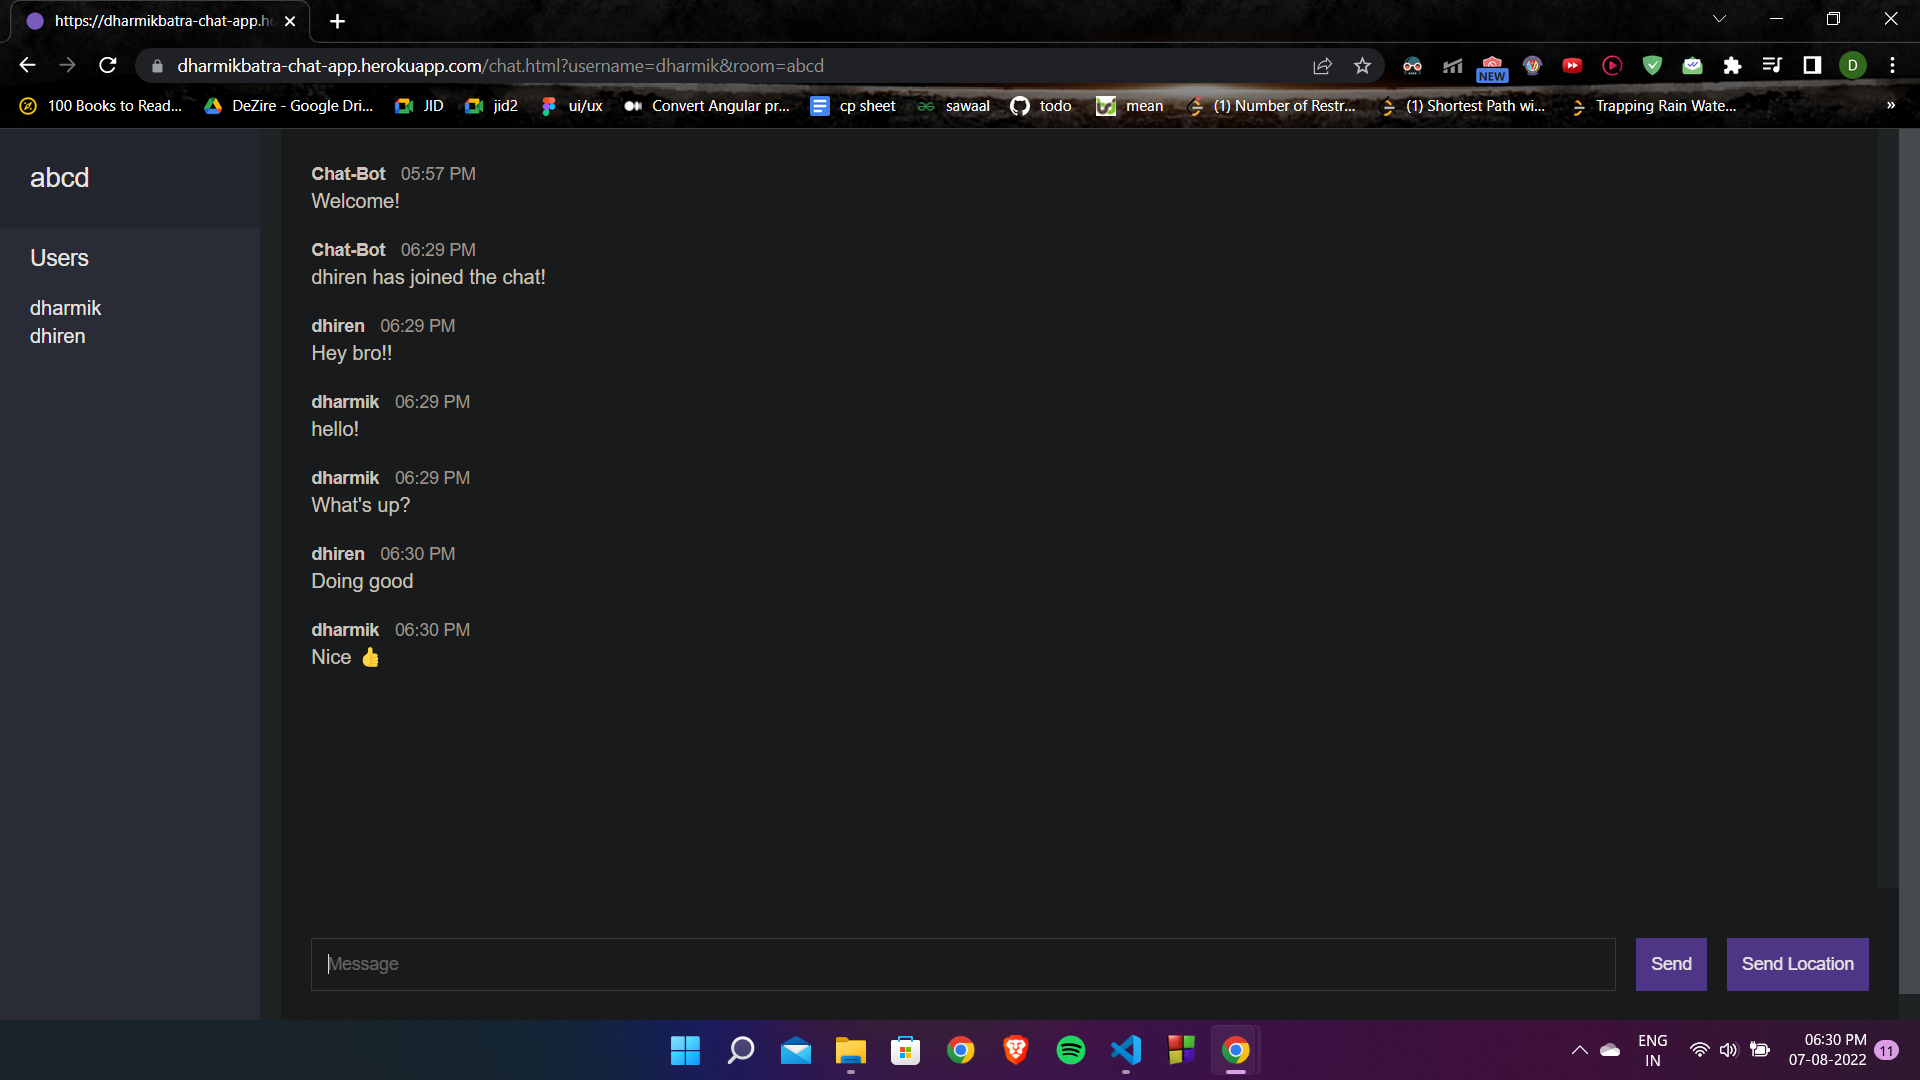 https://dharmikbatra-chat-app.he
dharmikbatra-chat-app.herokuapp.com/chat.html?username=dharmik&room=abcd
NEW
D
100 Books to Read...
DeZire - Google Dri...
JID
jid2
ui/ux
Convert Angular pr...
cp sheet
sawaal
todo
mean
(1) Number of Restr...
(1) Shortest Path wi...
Trapping Rain Wate...
»
abcd
Users
dharmik
dhiren
Chat-Bot 05:57 PM
Welcome!
Chat-Bot 06:29 PM
dhiren has joined the chat!
dhiren 06:29 PM
Hey bro!!
dharmik 06:29 PM
hello!
dharmik 06:29 PM
What's up?
dhiren 06:30 PM
Doing good
dharmik 06:30 PM
Nice 👍
Message
Send
Send Location
ENG
IN
06:30 PM
07-08-2022
11